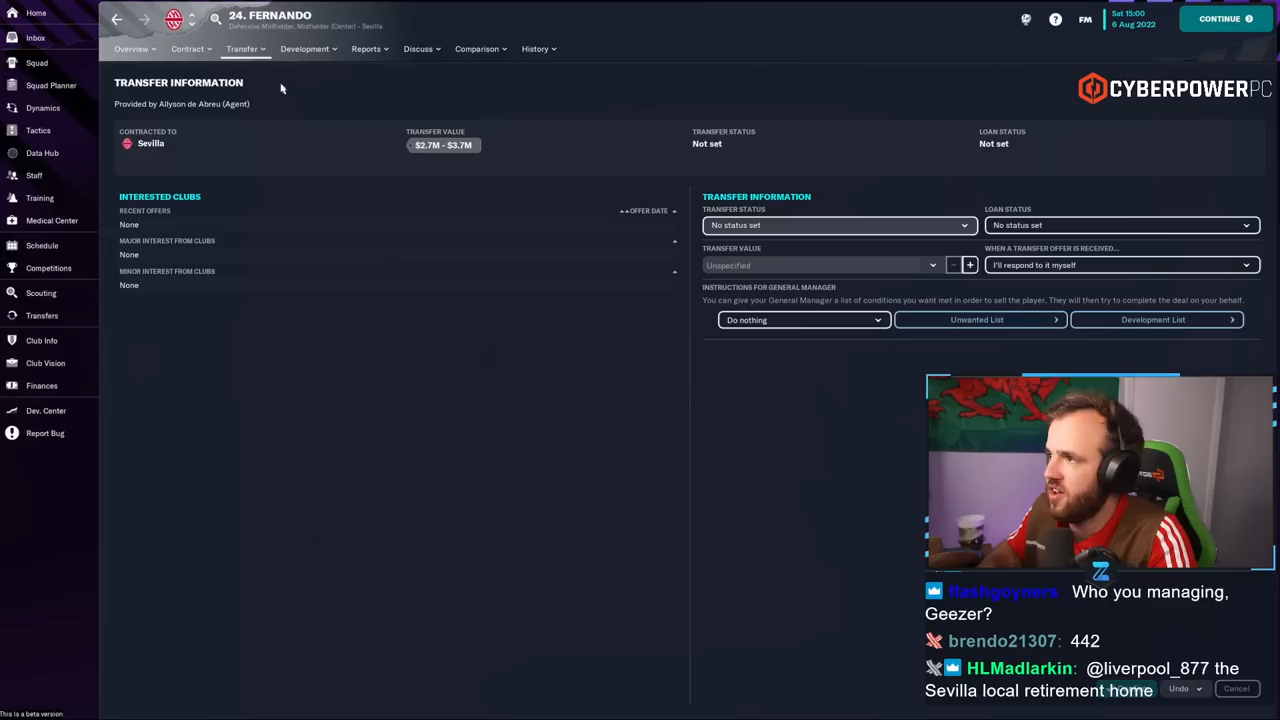 Home
Inbox
Squad
Squad Planner
Dynamics
Tactics
Data Hub
Staff
Training
Medical Center
Schedule
Competitions
Scouting
Transfers
Club Info
Club Vision
Finances
Dev. Center
Report Bug
This is a beta version
24. FERNANDO
Defensive Midfielder, Midfielder (Center) - Sevilla
FM
Sat 15:00
6 Aug 2022
CONTINUE
Overview Contract Transfer Development Reports Discuss Comparison History
TRANSFER INFORMATION
Provided by Allyson de Abreu (Agent)
CYBERPOWERPC
CONTRACTED TO
Sevilla
TRANSFER VALUE
$2.7M - $3.7M
TRANSFER STATUS
Not set
LOAN STATUS
Not set
INTERESTED CLUBS
RECENT OFFERS OFFER DATE
None
MAJOR INTEREST FROM CLUBS
None
MINOR INTEREST FROM CLUBS
None
TRANSFER INFORMATION
TRANSFER STATUS
No status set
LOAN STATUS
No status set
TRANSFER VALUE
Unspecified
WHEN A TRANSFER OFFER IS RECEIVED...
I'll respond to it myself
INSTRUCTIONS FOR GENERAL MANAGER
You can give your General Manager a list of conditions you want met in order to sell the player. They will then try to complete the deal on your behalf.
Do nothing Unwanted List Development List
flashgoyners: Who you managing,
Geezer?
brendo21307: 442
HLMadlarkin: @liverpool_877 the
Sevilla local retirement home
Undo Cancel